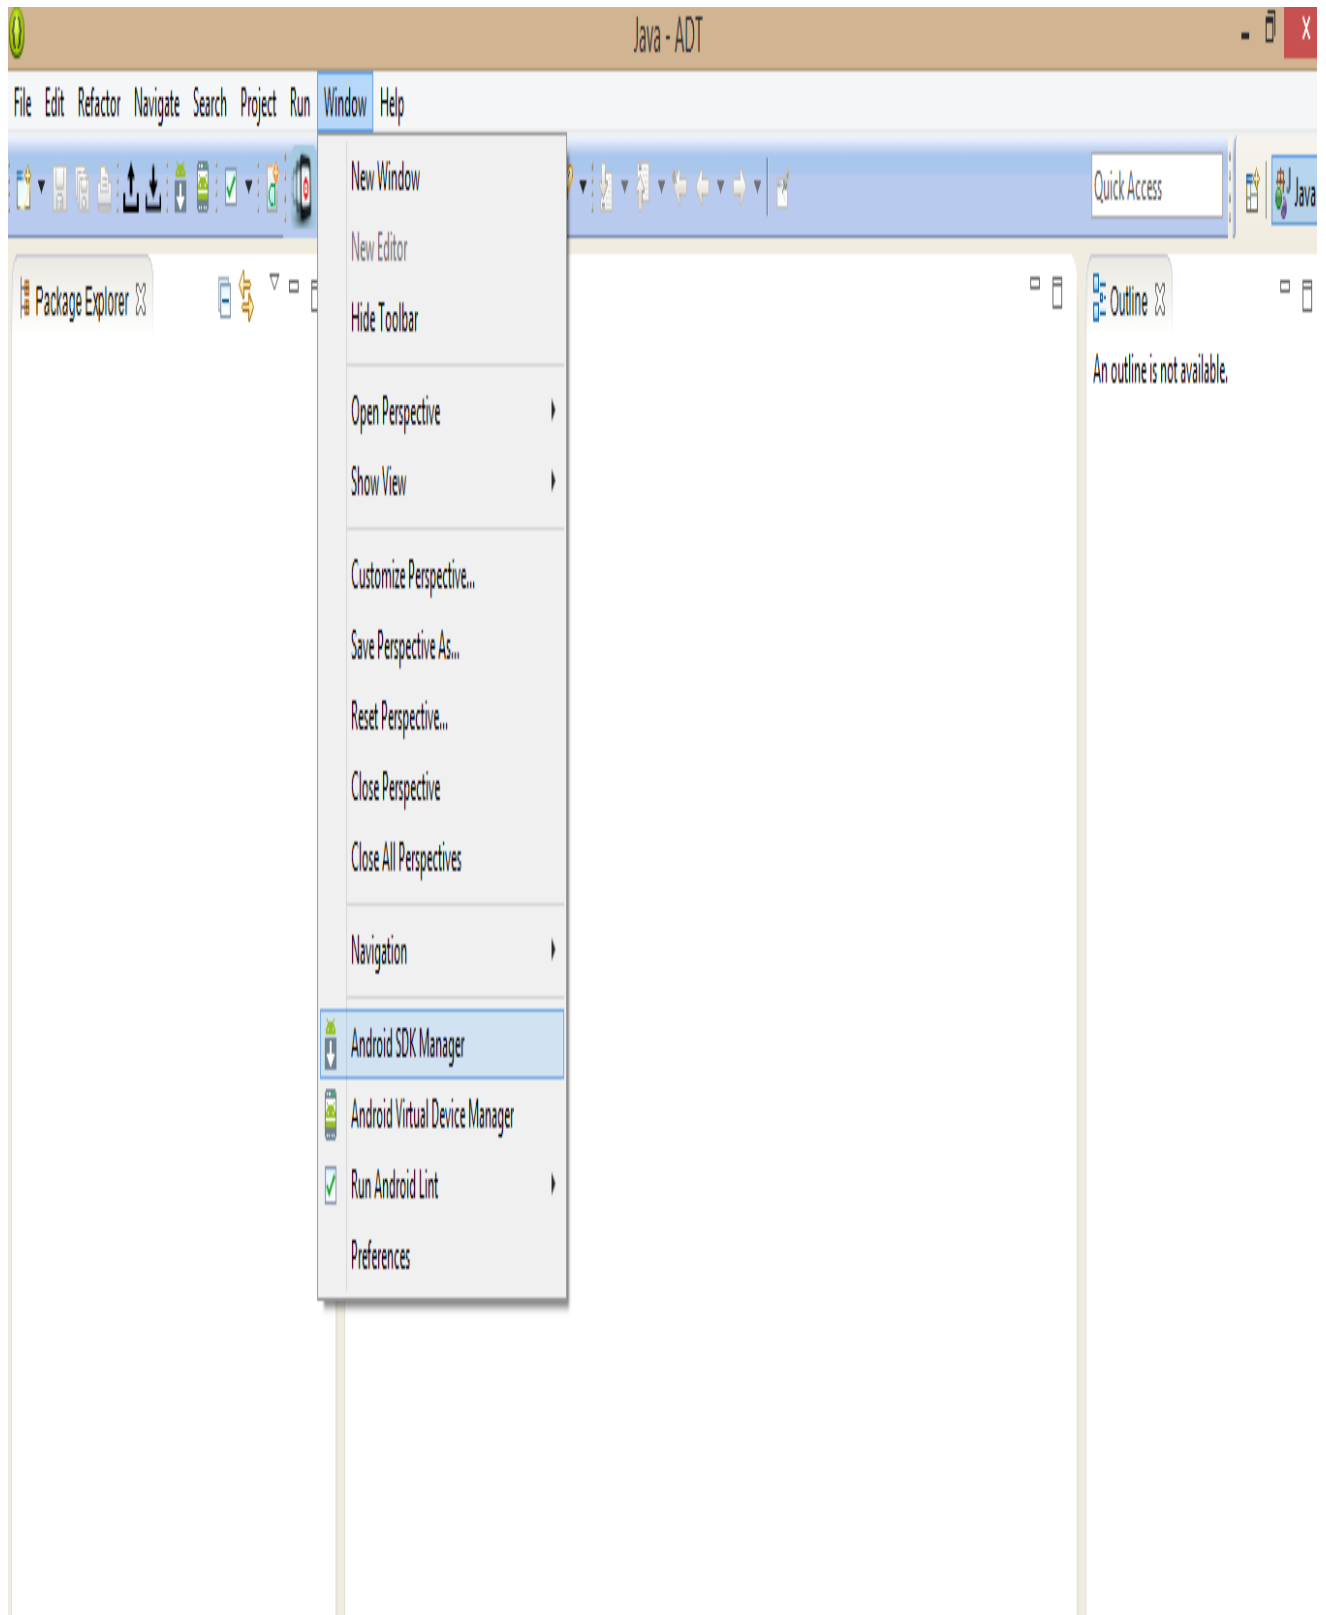 Java - ADT
X
File Edit Refactor Navigate Search Project Run Window Help
Quick Access
Java
Package Explorer
Outline
An outline is not available.
New Window
New Editor
Hide Toolbar
Open Perspective
Show View
Customize Perspective...
Save Perspective As...
Reset Perspective...
Close Perspective
Close All Perspectives
Navigation
Android SDK Manager
Android Virtual Device Manager
Run Android Lint
Preferences